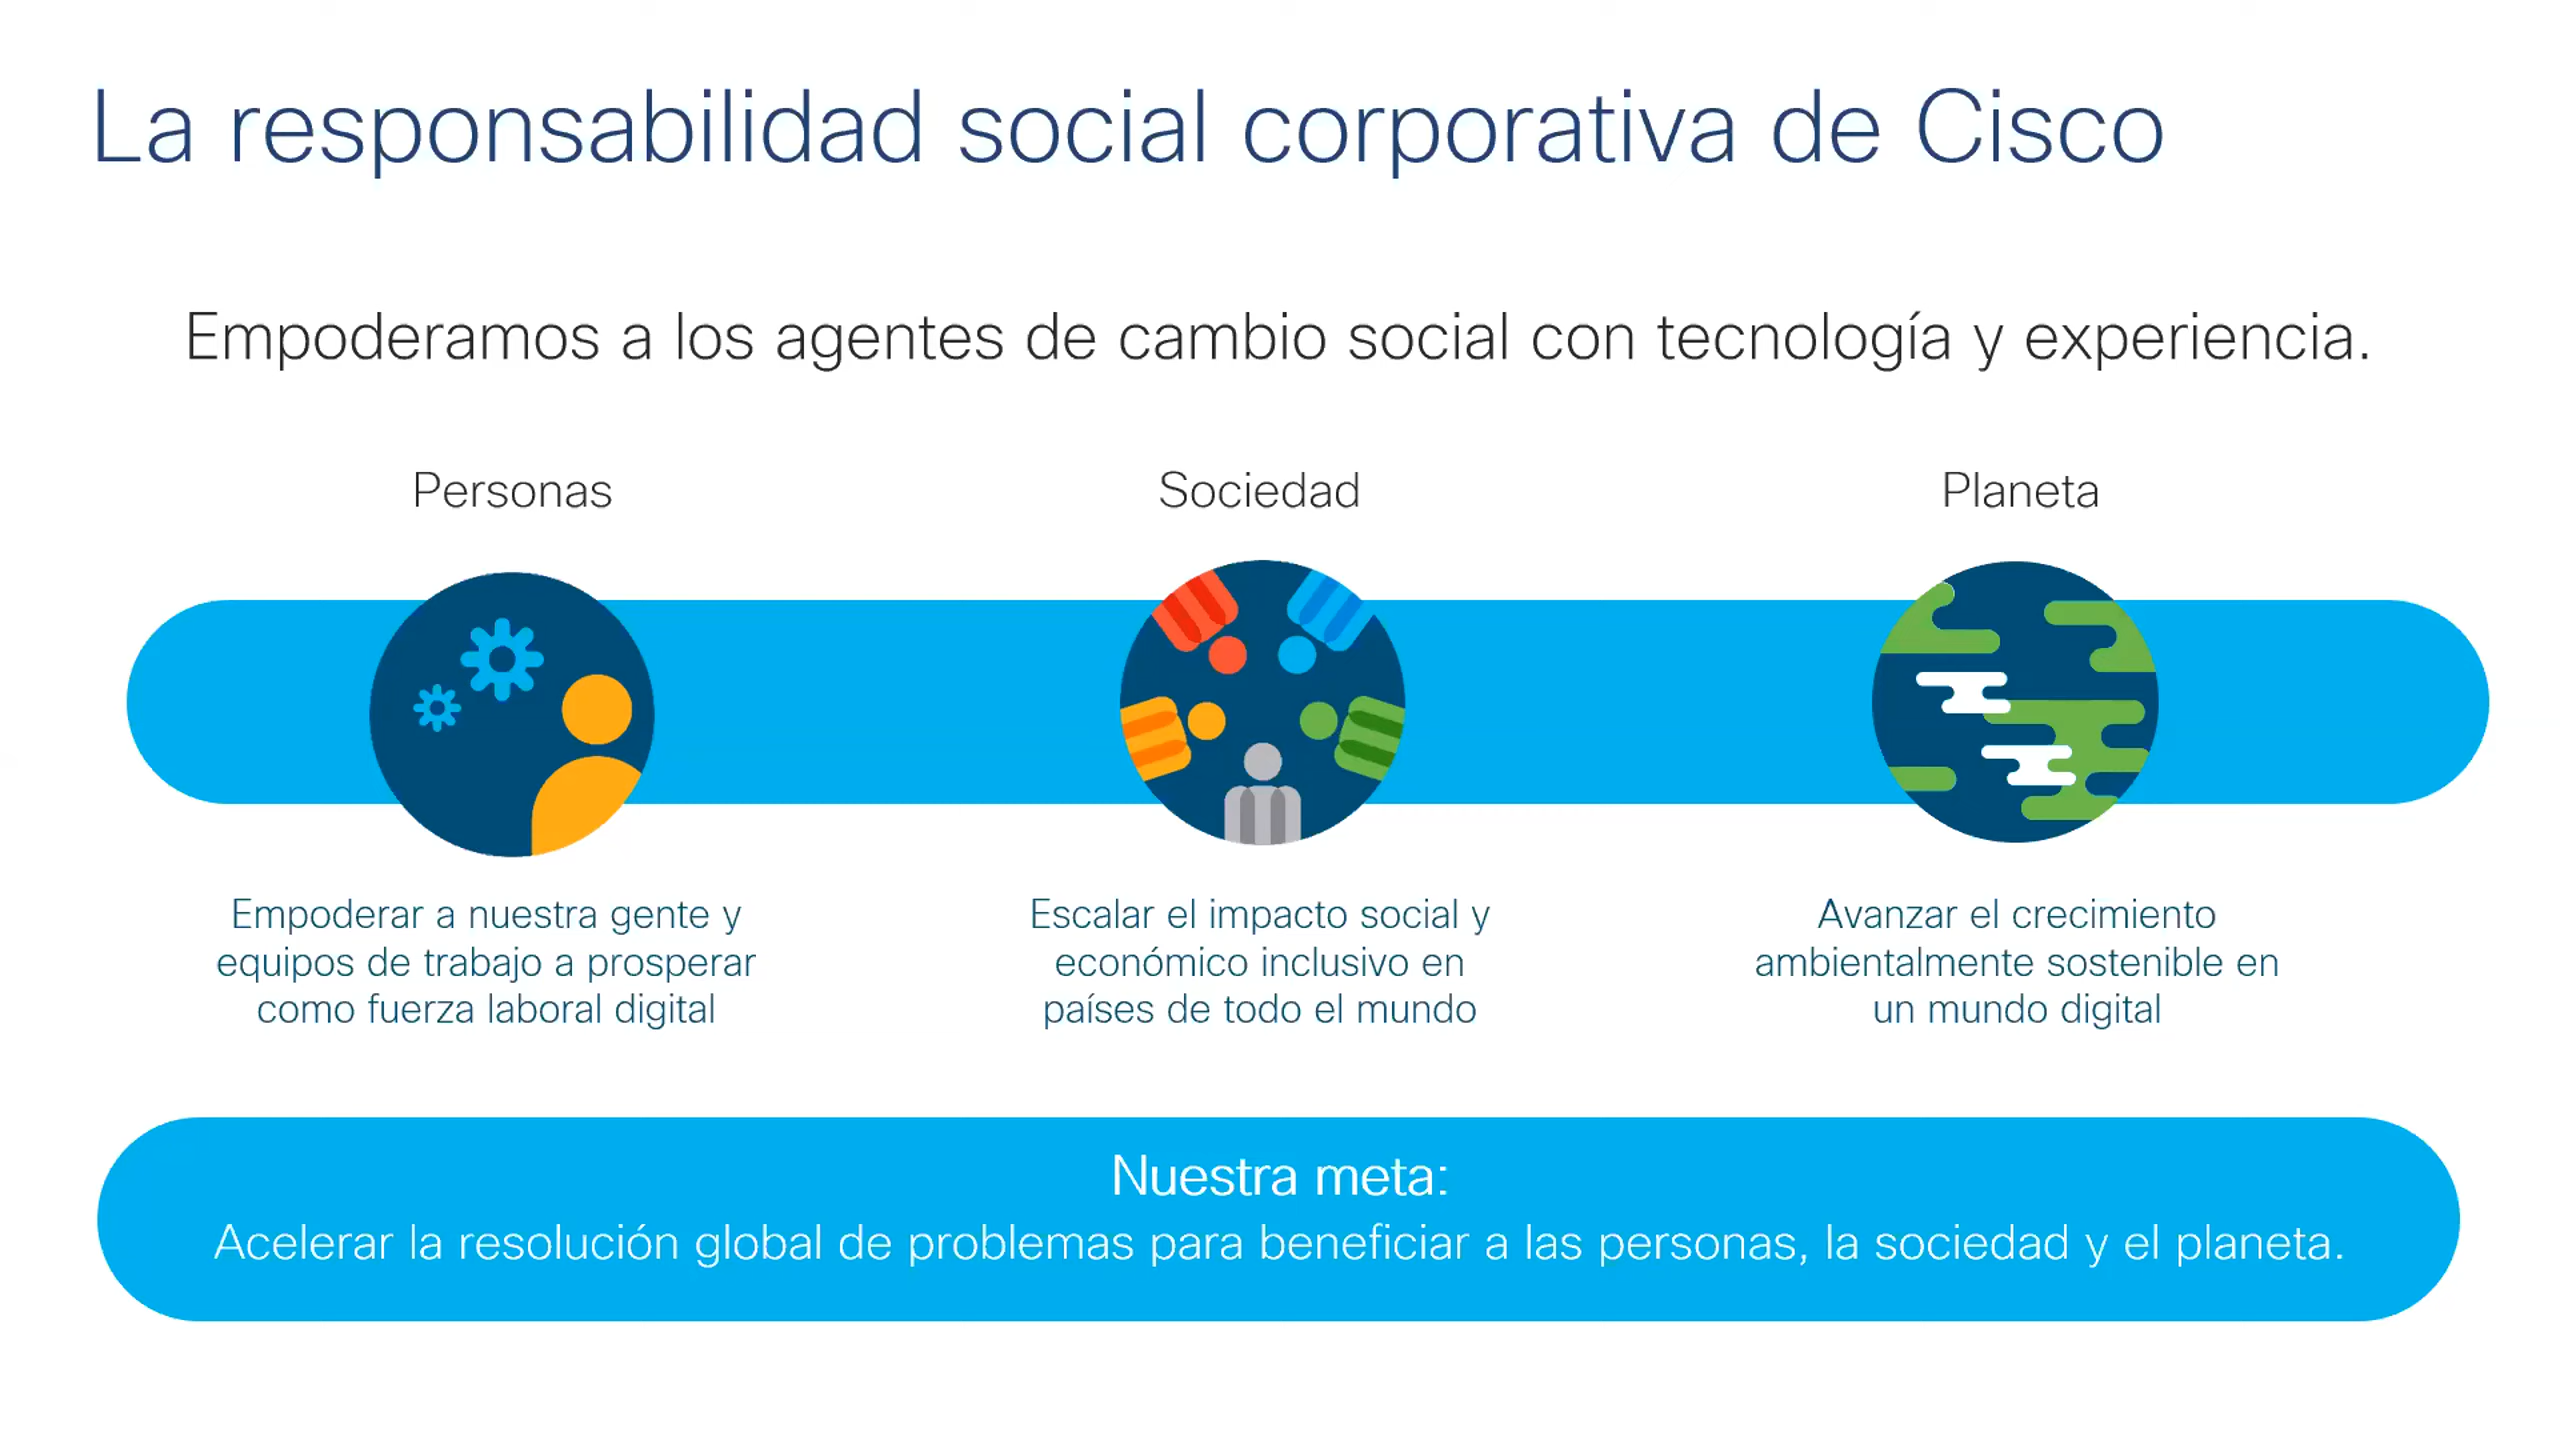 La responsabilidad social corporativa de Cisco
Empoderamos a los agentes de cambio social con tecnología y experiencia.
Personas
Empoderar a nuestra gente y
equipos de trabajo a prosperar
como fuerza laboral digital
Sociedad
Escalar el impacto social y
económico inclusivo en
países de todo el mundo
Planeta
Avanzar el crecimiento
ambientalmente sostenible en
un mundo digital
Nuestra meta:
Acelerar la resolución global de problemas para beneficiar a las personas, la sociedad y el planeta.